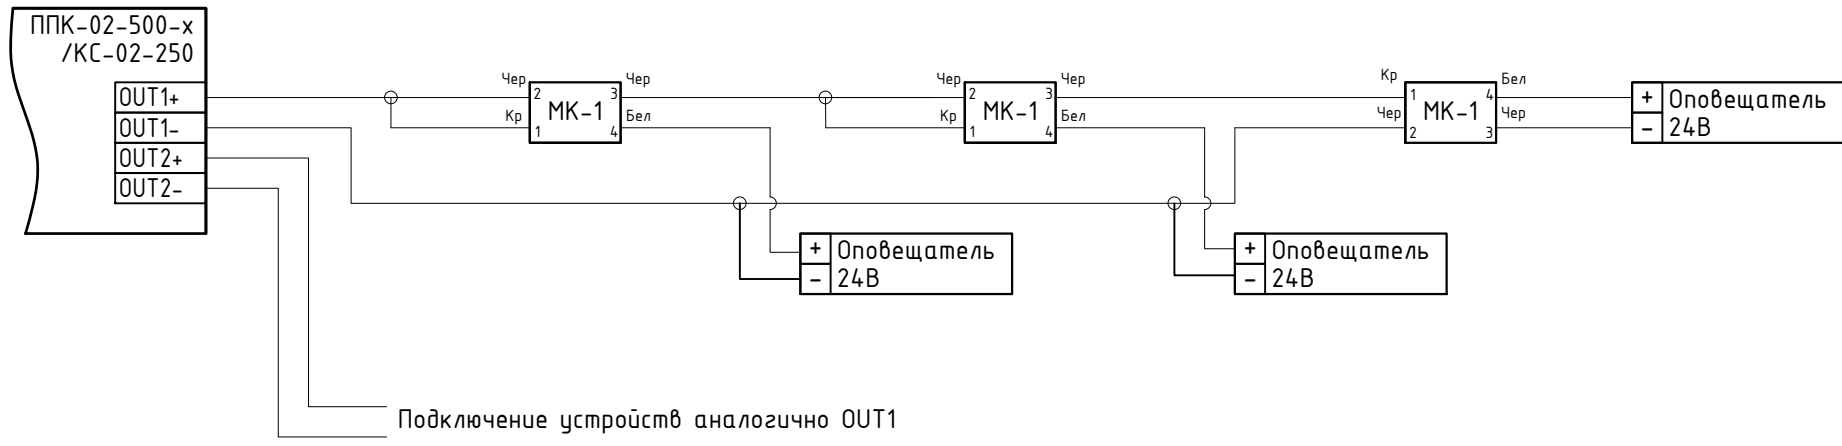 ППК-02-500-х
/КС-02-250
OUT1+
OUT1-
OUT2+
OUT2-
Чер
Кр
2
1
МК-1
3
4
Чер
Бел
Чер
Кр
2
1
МК-1
3
4
Чер
Бел
Кр
Чер
1
2
МК-1
4
3
Бел
Чер
+
-
Оповещатель
24В
+
-
Оповещатель
24В
+
-
Оповещатель
24В
Подключение устройств аналогично OUT1